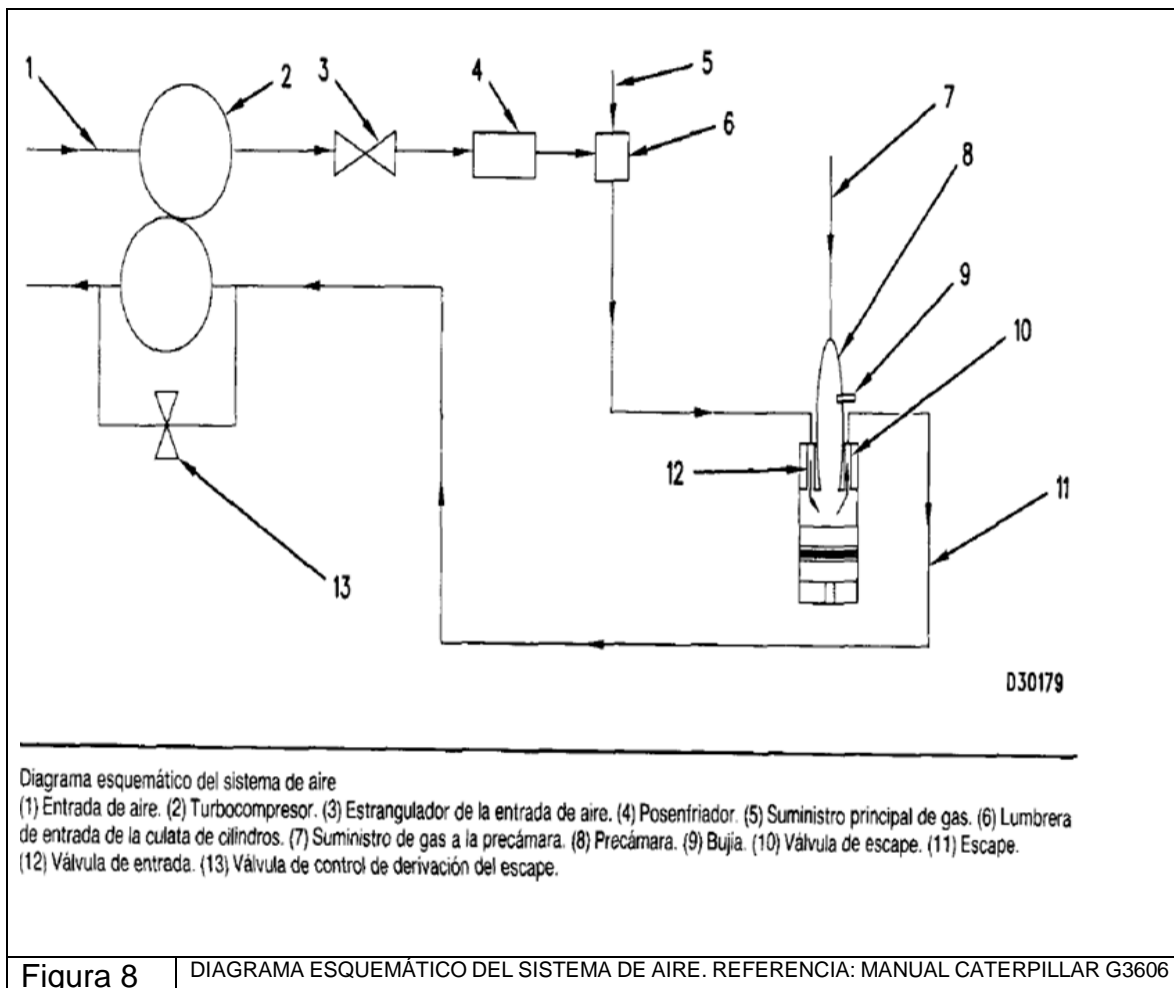 1
2
3
4
5
6
7
8
9
10
12
11
13
D30179
Diagrama esquemático del sistema de aire
(1) Entrada de aire. (2) Turbocompresor. (3) Estrangulador de la entrada de aire. (4) Posenfriador. (5) Suministro principal de gas. (6) Lumbrera
de entrada de la culata de cilindros. (7) Suministro de gas a la precámara. (8) Precámara. (9) Bujía. (10) Válvula de escape. (11) Escape.
(12) Válvula de entrada. (13) Válvula de control de derivación del escape.
Figura 8 DIAGRAMA ESQUEMÁTICO DEL SISTEMA DE AIRE. REFERENCIA: MANUAL CATERPILLAR G3606